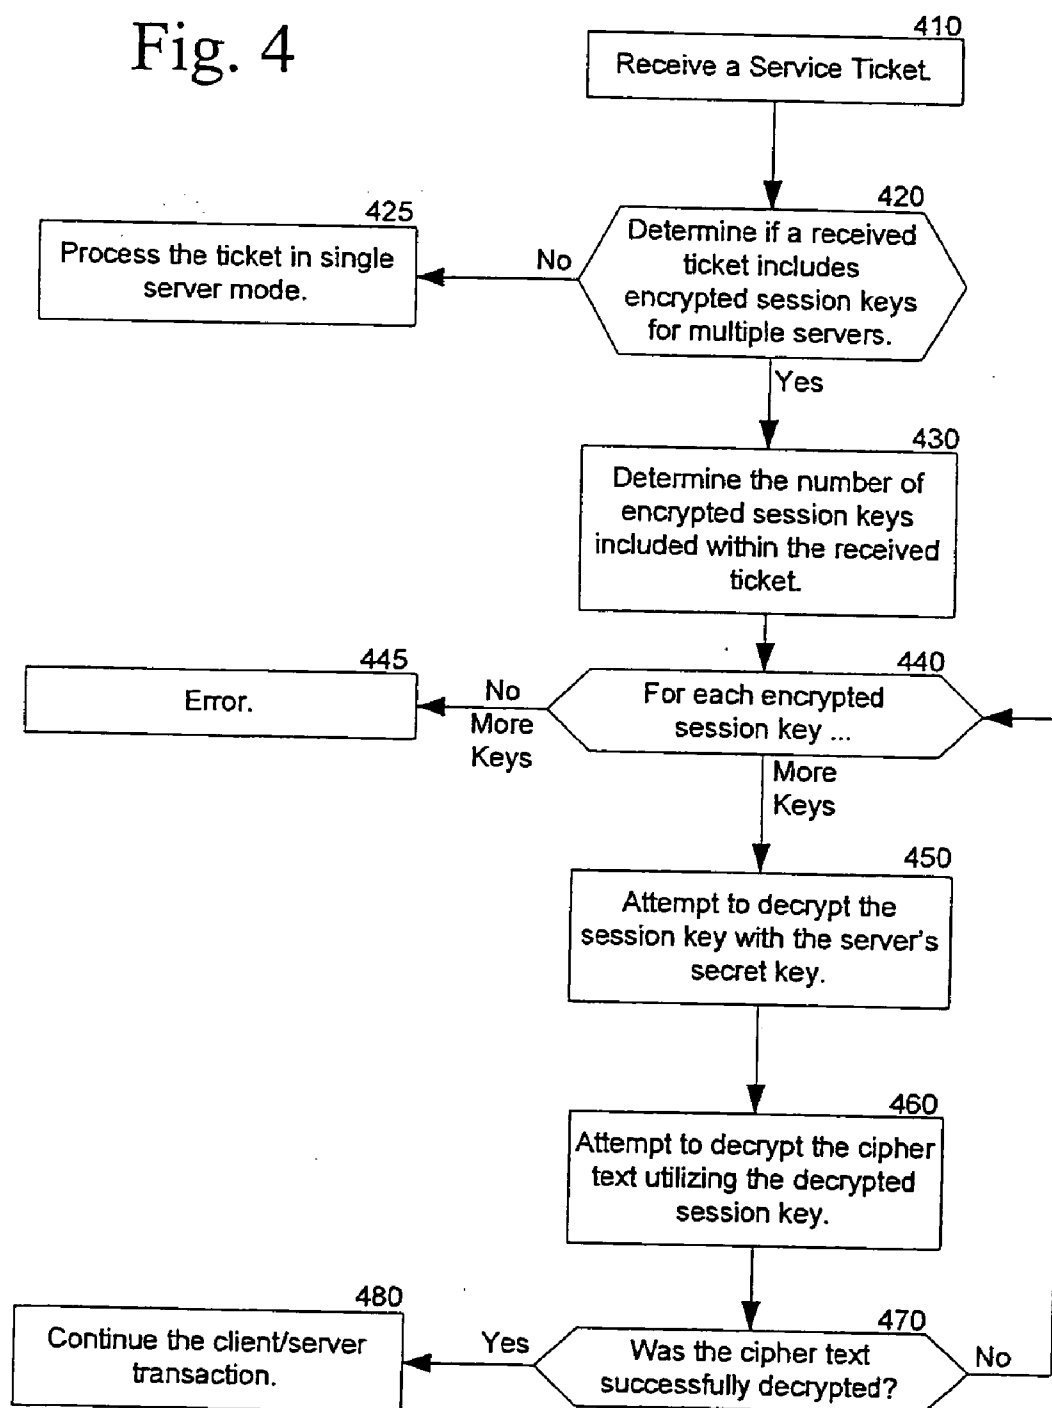 Fig. 4
410
Receive a Service Ticket.
420
Determine if a received
ticket includes
encrypted session keys
for multiple servers.
No
425
Process the ticket in single
server mode.
Yes
430
Determine the number of
encrypted session keys
included within the received
ticket.
440
For each encrypted
session key ...
No
More
Keys
445
Error.
More
Keys
450
Attempt to decrypt the
session key with the server's
secret key.
460
Attempt to decrypt the cipher
text utilizing the decrypted
session key.
470
Was the cipher text
successfully decrypted?
Yes
No
480
Continue the client/server
transaction.